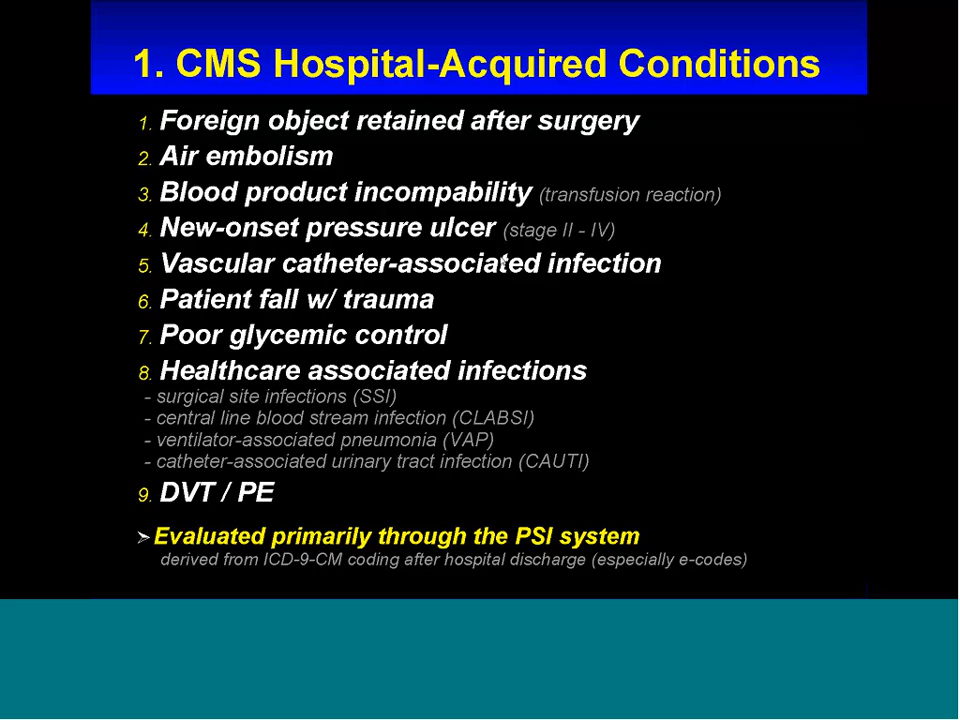 1. CMS Hospital-Acquired Conditions
1. Foreign object retained after surgery
2. Air embolism
3. Blood product incompability (transfusion reaction)
4. New-onset pressure ulcer (stage II - IV)
5. Vascular catheter-associated infection
6. Patient fall w/ trauma
7. Poor glycemic control
8. Healthcare associated infections
- surgical site infections (SSI)
- central line blood stream infection (CLABSI)
- ventilator-associated pneumonia (VAP)
- catheter-associated urinary tract infection (CAUTI)
9. DVT / PE
➢ Evaluated primarily through the PSI system
derived from ICD-9-CM coding after hospital discharge (especially e-codes)